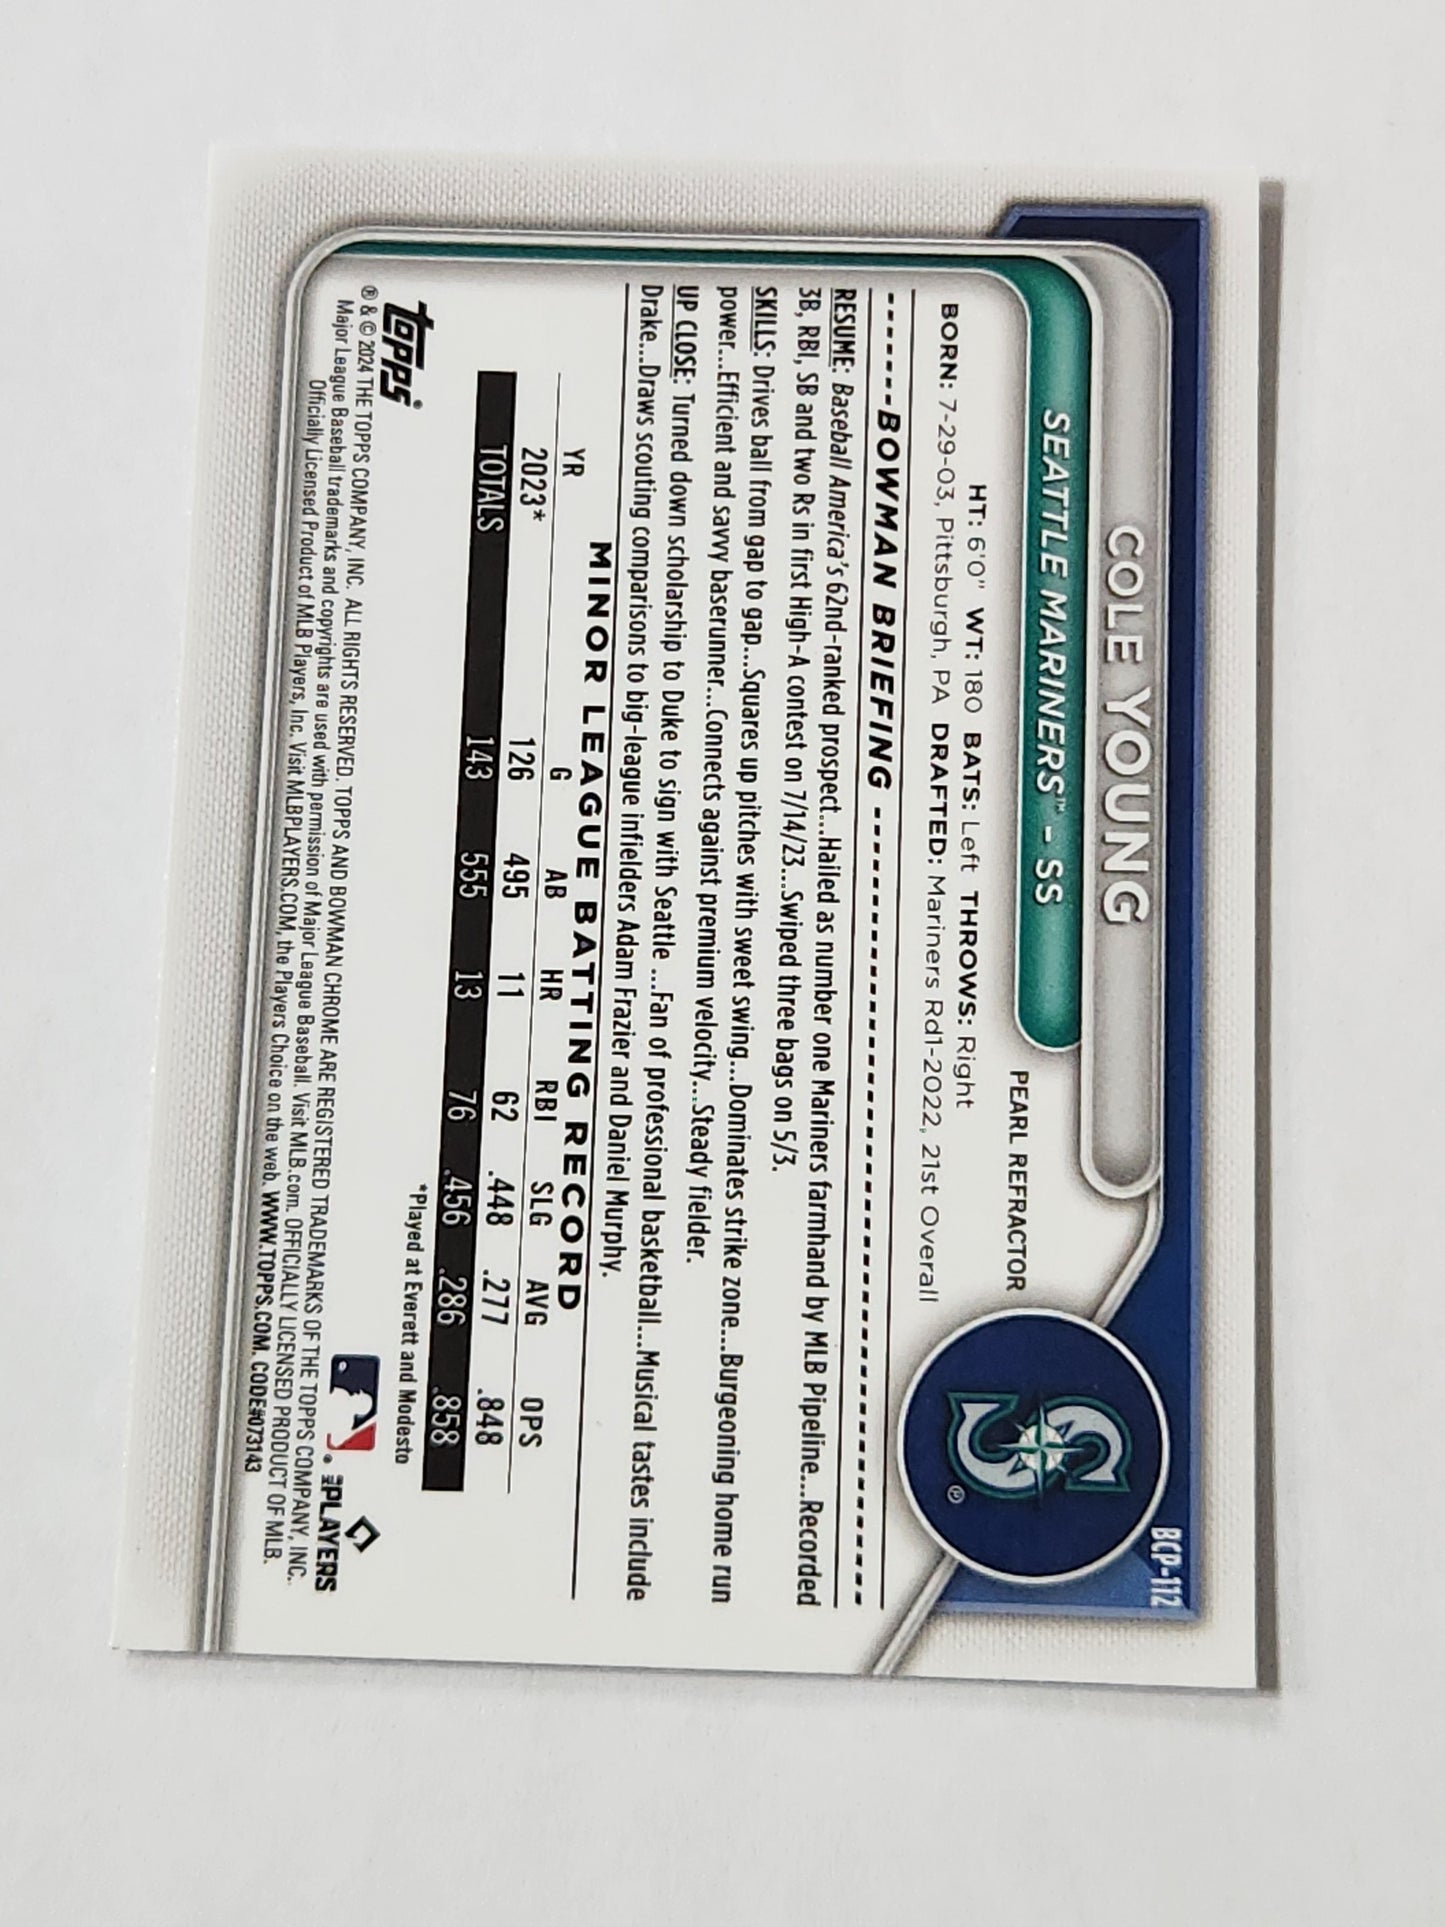 BCP-112
COLE YOUNG
SEATTLE MARINERS™ - SS
PEARL REFRACTOR
HT: 6'0" WT: 180 BATS: Left THROWS: Right
BORN: 7-29-03, Pittsburgh, PA DRAFTED: Mariners Rd1-2022, 21st Overall
®
-----BOWMAN BRIEFING ------------------------------
RESUME: Baseball America's 62nd-ranked prospect...Hailed as number one Mariners farmhand by MLB Pipeline...Recorded
3B, RBI, SB and two Rs in first High-A contest on 7/14/23...Swiped three bags on 5/3.
SKILLS: Drives ball from gap to gap...Squares up pitches with sweet swing...Dominates strike zone...Burgeoning home run
power...Efficient and savvy baserunner...Connects against premium velocity...Steady fielder.
UP CLOSE: Turned down scholarship to Duke to sign with Seattle ...Fan of professional basketball...Musical tastes include
Drake...Draws scouting comparisons to big-league infielders Adam Frazier and Daniel Murphy.
MINOR LEAGUE BATTING RECORD
YR G AB HR RBI SLG AVG OPS
2023* 126 495 11 62 .448 .277 .848
TOTALS 143 555 13 76 .456 .286 .858
*Played at Everett and Modesto
topps®
MLB PLAYERS
® & © 2024 THE TOPPS COMPANY, INC. ALL RIGHTS RESERVED. TOPPS AND BOWMAN CHROME ARE REGISTERED TRADEMARKS OF THE TOPPS COMPANY, INC.
Major League Baseball trademarks and copyrights are used with permission of Major League Baseball. Visit MLB.com. OFFICIALLY LICENSED PRODUCT OF MLB.
Officially Licensed Product of MLB Players, Inc. Visit MLBPLAYERS.COM, the Players Choice on the web. WWW.TOPPS.COM. CODE#073143